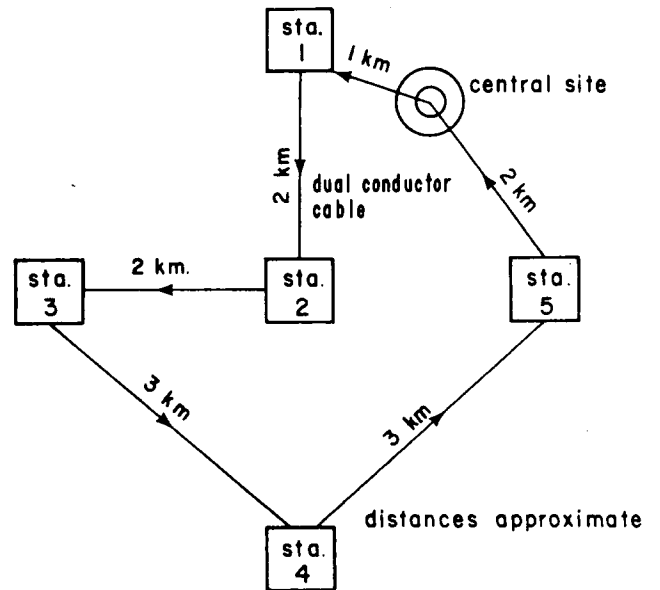 sta.
1
1 km
central site
2 km
dual conductor
cable
2 km
2 km.
sta.
3
sta.
2
sta.
5
3 km
3 km
distances approximate
sta.
4